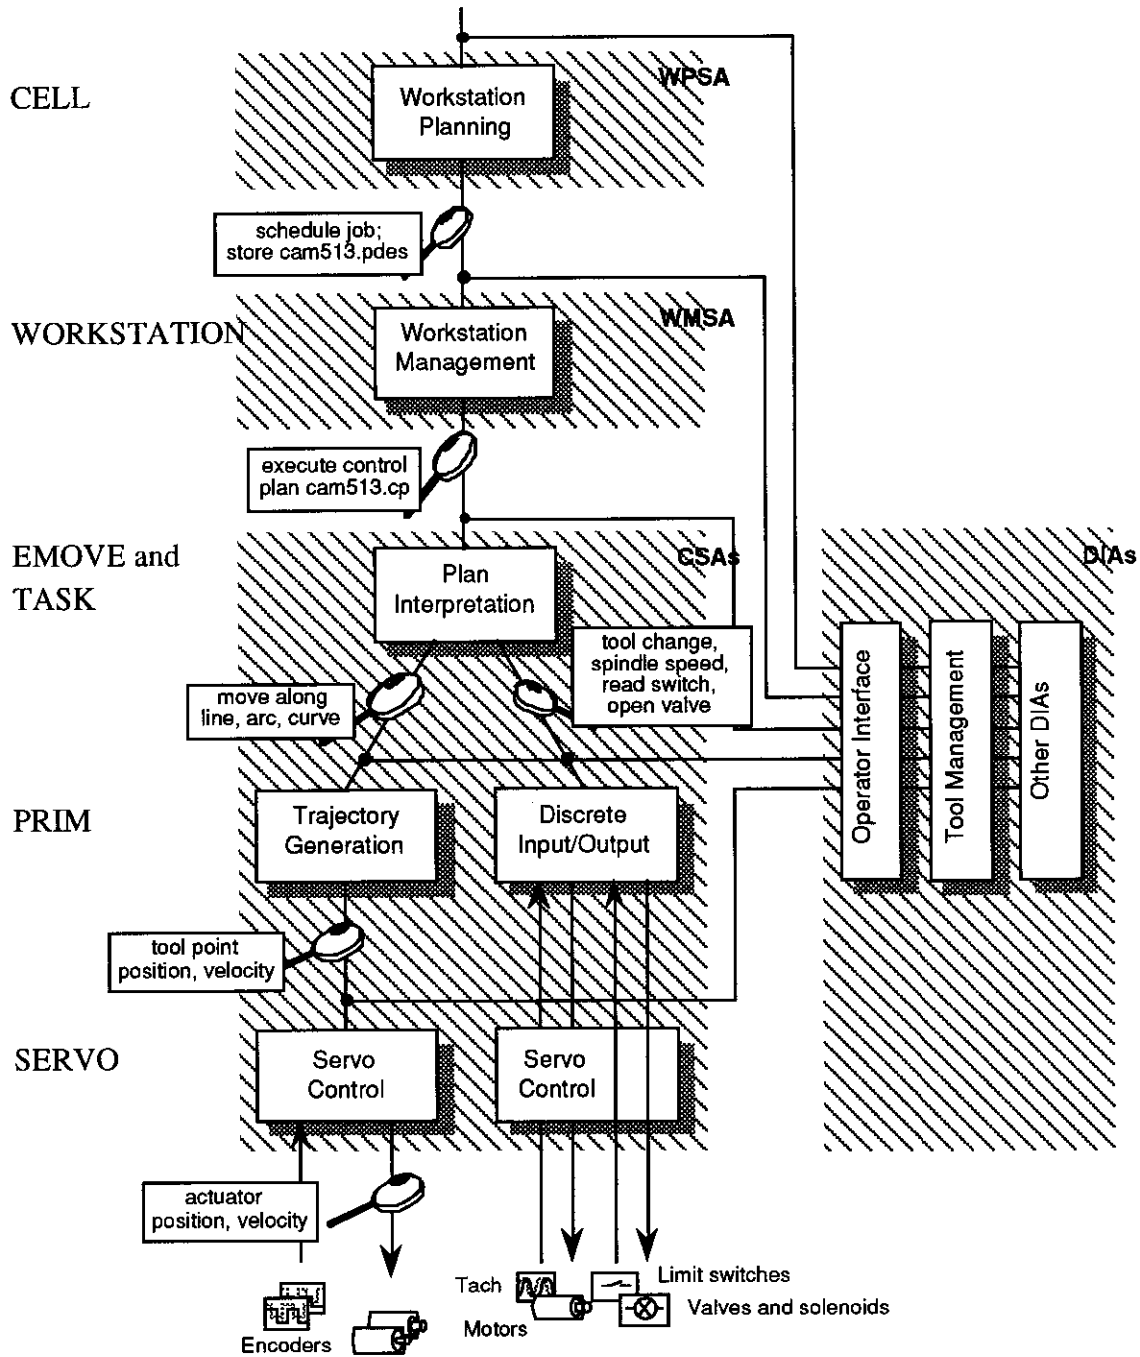 CELL
WPSA
Workstation
Planning
schedule job;
store cam513.pdes
WORKSTATION
WMSA
Workstation
Management
execute control
plan cam513.cp
EMOVE and
TASK
CSAs
DIAs
Plan
Interpretation
tool change,
spindle speed,
read switch,
open valve
move along
line, arc, curve
Operator Interface
Tool Management
Other DIAs
PRIM
Trajectory
Generation
Discrete
Input/Output
tool point
position, velocity
SERVO
Servo
Control
Servo
Control
actuator
position, velocity
Tach
Limit switches
Valves and solenoids
Motors
Encoders